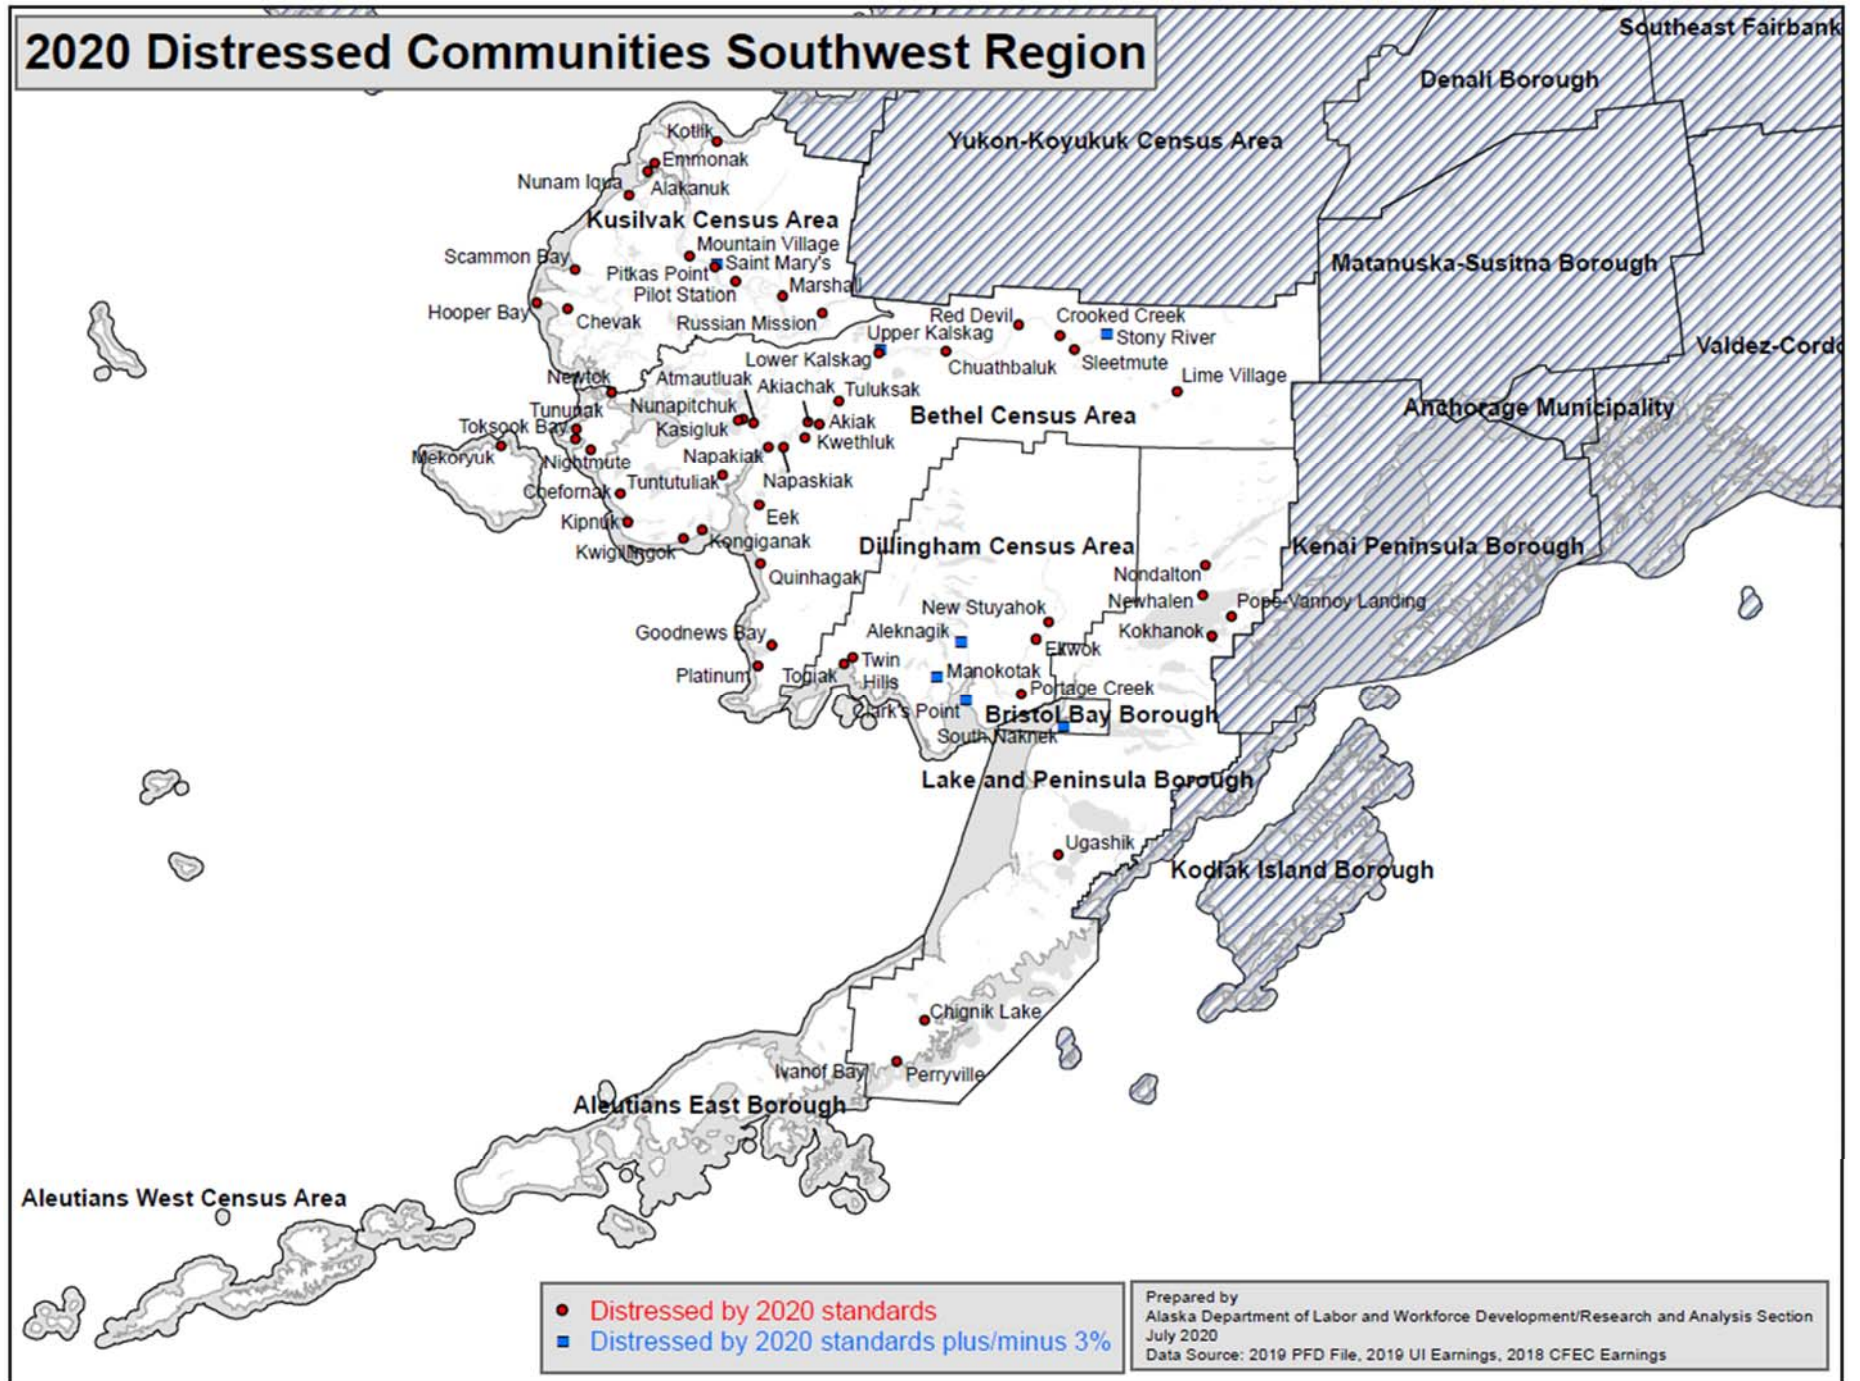 2020 Distressed Communities Southwest Region
Southeast Fairbank
Denali Borough
Yukon-Koyukuk Census Area
Kotlik
Emmonak
Nunam Iqua
Alakanuk
Kusilvak Census Area
Mountain Village
Scammon Bay
Saint Mary's
Pitkas Point
Matanuska-Susitna Borough
Marshall
Pilot Station
Hooper Bay
Chevak
Russian Mission
Red Devil
Crooked Creek
Upper Kalskag
Stony River
Valdez-Cord
Lower Kalskag
Chuathbaluk
Sleetmute
Newtok
Atmautluak
Akiachak
Tuluksak
Lime Village
Tununak
Nunapitchuk
Anchorage Municipality
Bethel Census Area
Toksook Bay
Kasigluk
Akiak
Kwethluk
Mekoryuk
Nightmute
Napakiak
Chefornak
Tuntutuliak
Napaskiak
Kipnuk
Eek
Kwigillingok
Kongiganak
Dillingham Census Area
Kenai Peninsula Borough
Quinhagak
Nondalton
Newhalen
Pope-Vannoy Landing
New Stuyahok
Goodnews Bay
Aleknagik
Kokhanok
Ekwok
Platinum
Togiak
Twin
Hills
Manokotak
Portage Creek
Clark's Point
Bristol Bay Borough
South Naknek
Lake and Peninsula Borough
Ugashik
Kodiak Island Borough
Chignik Lake
Ivanof Bay
Perryville
Aleutians East Borough
Aleutians West Census Area
Distressed by 2020 standards
Distressed by 2020 standards plus/minus 3%
Prepared by
Alaska Department of Labor and Workforce Development/Research and Analysis Section
July 2020
Data Source: 2019 PFD File, 2019 UI Earnings, 2018 CFEC Earnings